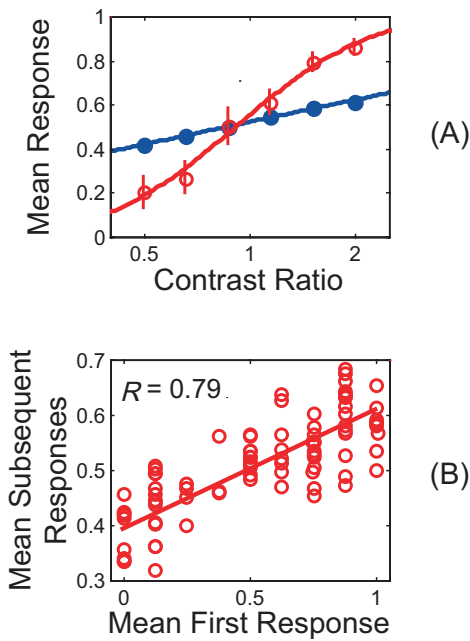 1
0.8
0.6
0.4
0.2
0
Mean Response
0.5 1 2
Contrast Ratio
(A)
0.7
0.6
0.5
0.4
0.3
Mean Subsequent
Responses
R = 0.79
0 0.5 1
Mean First Response
(B)